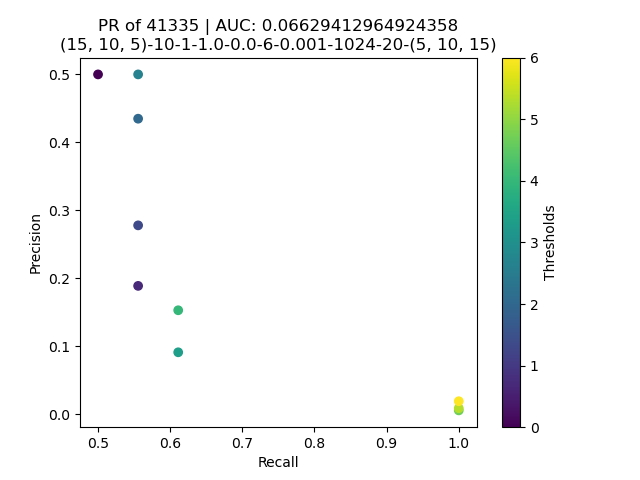 PR of 41335 | AUC: 0.06629412964924358
(15, 10, 5)-10-1-1.0-0.0-6-0.001-1024-20-(5, 10, 15)
0.5
0.4
0.3
0.2
0.1
0.0
Precision
0.5 0.6 0.7 0.8 0.9 1.0
Recall
6
5
4
3
2
1
0
Thresholds